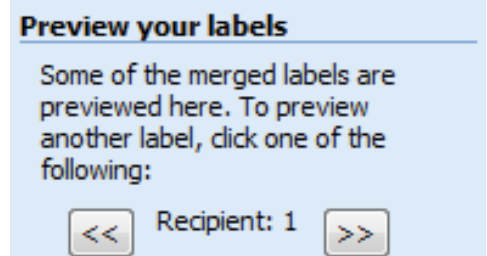 Preview your labels
Some of the merged labels are
previewed here. To preview
another label, click one of the
following:
<< Recipient: 1 >>